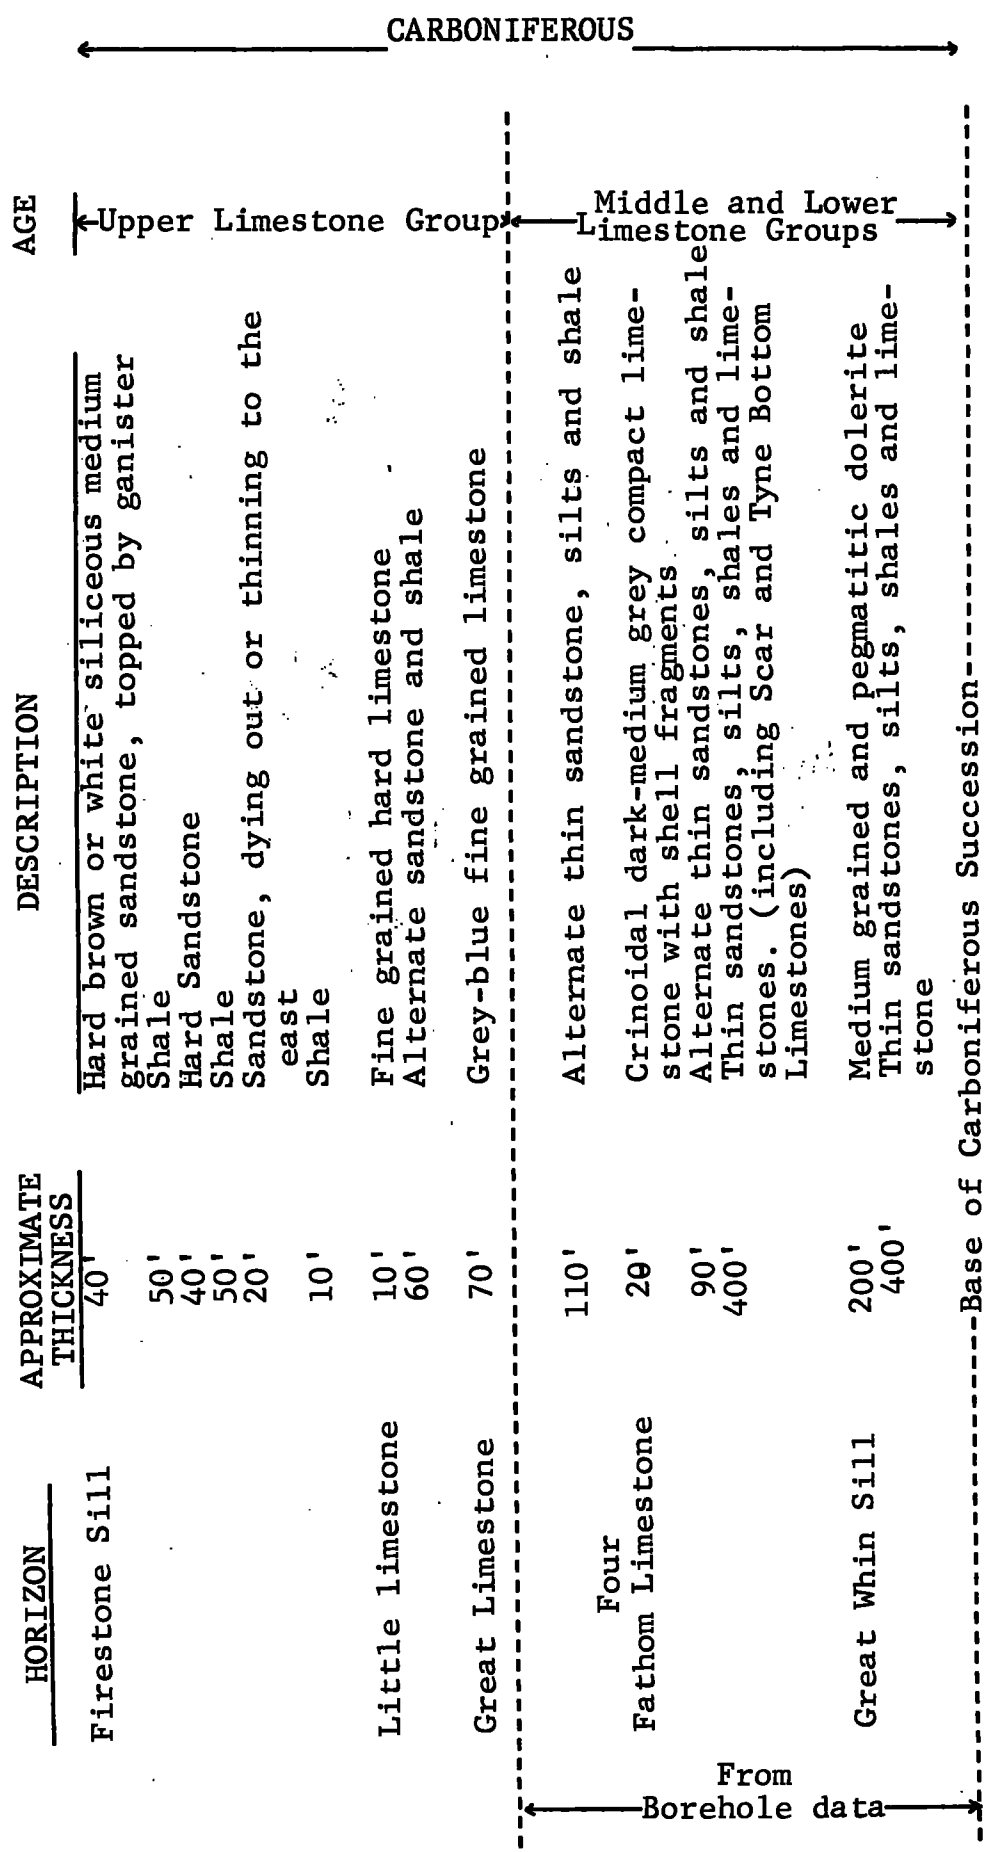 HORIZON
APPROXIMATE
THICKNESS
DESCRIPTION
AGE
CARBONIFEROUS
Firestone Sill
40'
Hard brown or white siliceous medium
grained sandstone, topped by ganister
Upper Limestone Group
50'
Shale
40'
Hard Sandstone
50'
Shale
20'
Sandstone, dying out or thinning to the
east
10'
Shale
Little limestone
10'
Fine grained hard limestone
60'
Alternate sandstone and shale
Great Limestone
70'
Grey-blue fine grained limestone
From
Borehole data
Middle and Lower
Limestone Groups
110'
Alternate thin sandstone, silts and shale
Four
Fathom Limestone
20'
Crinoidal dark-medium grey compact lime-
stone with shell fragments
90'
Alternate thin sandstones, silts and shale
400'
Thin sandstones, silts, shales and lime-
stones. (including Scar and Tyne Bottom
Limestones)
Great Whin Sill
200'
Medium grained and pegmatitic dolerite
400'
Thin sandstones, silts, shales and lime-
stone
Base of Carboniferous Succession